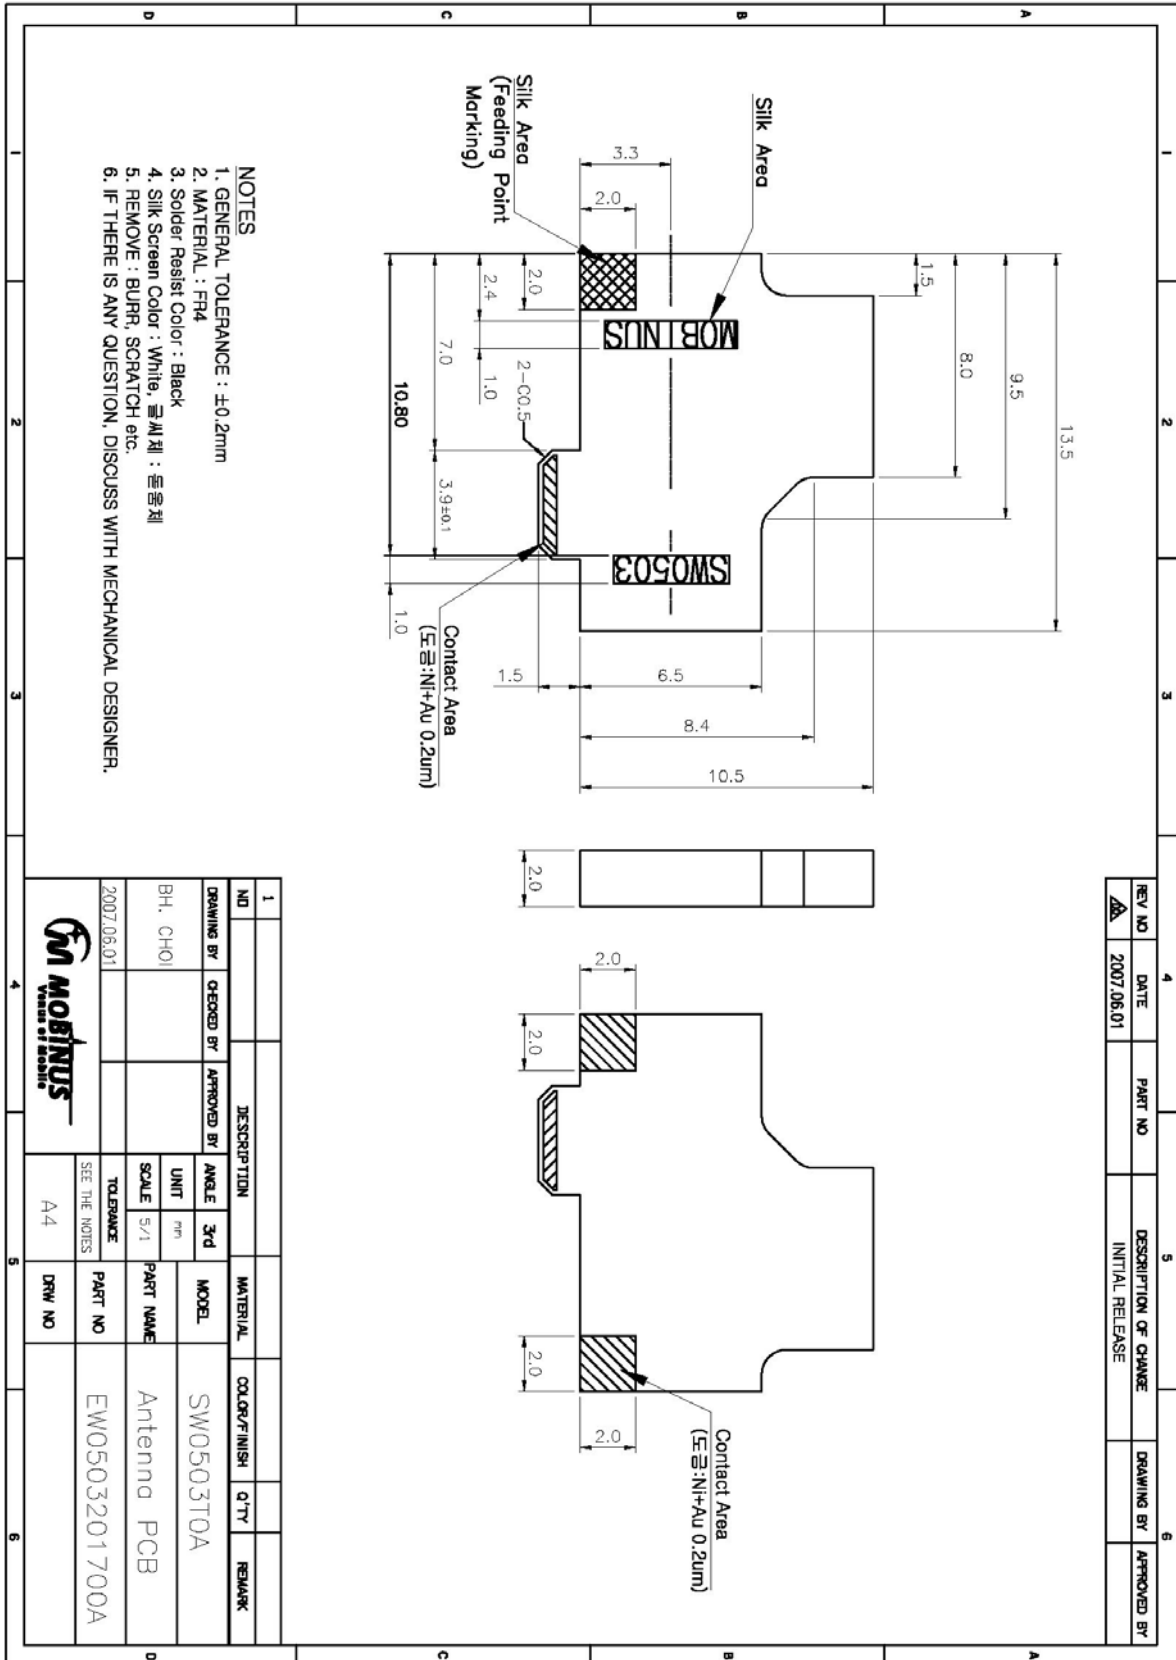 1 2 3 4 5 6
A
B
C
D
REV NO DATE PART NO DESCRIPTION OF CHANGE DRAWING BY APPROVED BY
2007.06.01 INITIAL RELEASE
13.5
9.5
8.0
1.5
Silk Area
3.3
2.0
Silk Area
(Feeding Point
Marking)
MOBINUS
SW0503
2.0
2.4
1.0
7.0
2-C0.5
3.9±0.1
10.80
1.0
Contact Area
(도금:Ni+Au 0.2um)
1.5
6.5
8.4
10.5
2.0
2.0
2.0
2.0
2.0
Contact Area
(도금:Ni+Au 0.2um)
NOTES
1. GENERAL TOLERANCE : ±0.2mm
2. MATERIAL : FR4
3. Solder Resist Color : Black
4. Silk Screen Color : White, 글씨체 : 돋움체
5. REMOVE : BURR, SCRATCH etc.
6. IF THERE IS ANY QUESTION, DISCUSS WITH MECHANICAL DESIGNER.
1
NO DESCRIPTION MATERIAL COLOR/FINISH Q'TY REMARK
DRAWING BY CHECKED BY APPROVED BY ANGLE 3rd MODEL SW0503T0A
BH. CHOI UNIT mm
SCALE 5/1 PART NAME Antenna PCB
2007.06.01 TOLERANCE
SEE THE NOTES PART NO EW0503201700A
MOBINUS
Venus of Mobile
A4 DRW NO
1 2 3 4 5 6
A
B
C
D